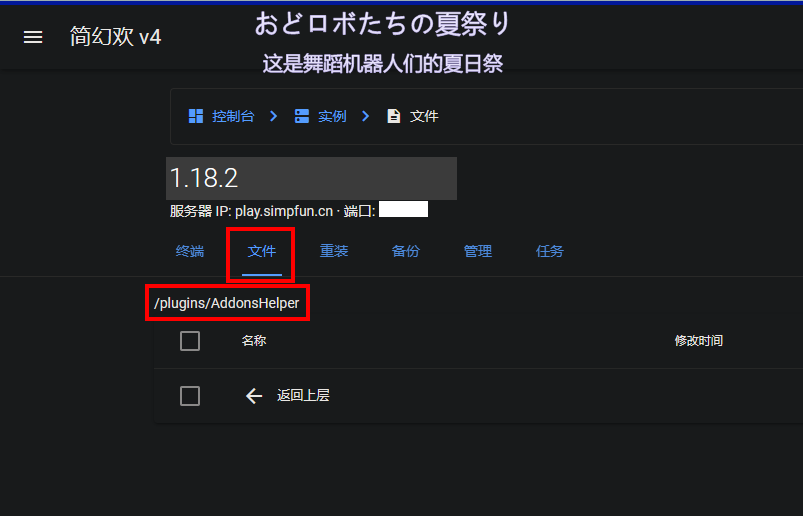 おどロボたちの夏祭り
简幻欢 v4
这是舞蹈机器人们的夏日祭
控制台 > 实例 > 文件
1.18.2
服务器 IP: play.simpfun.cn · 端口:
终端 文件 重装 备份 管理 任务
/plugins/AddonsHelper
名称 修改时间
返回上层